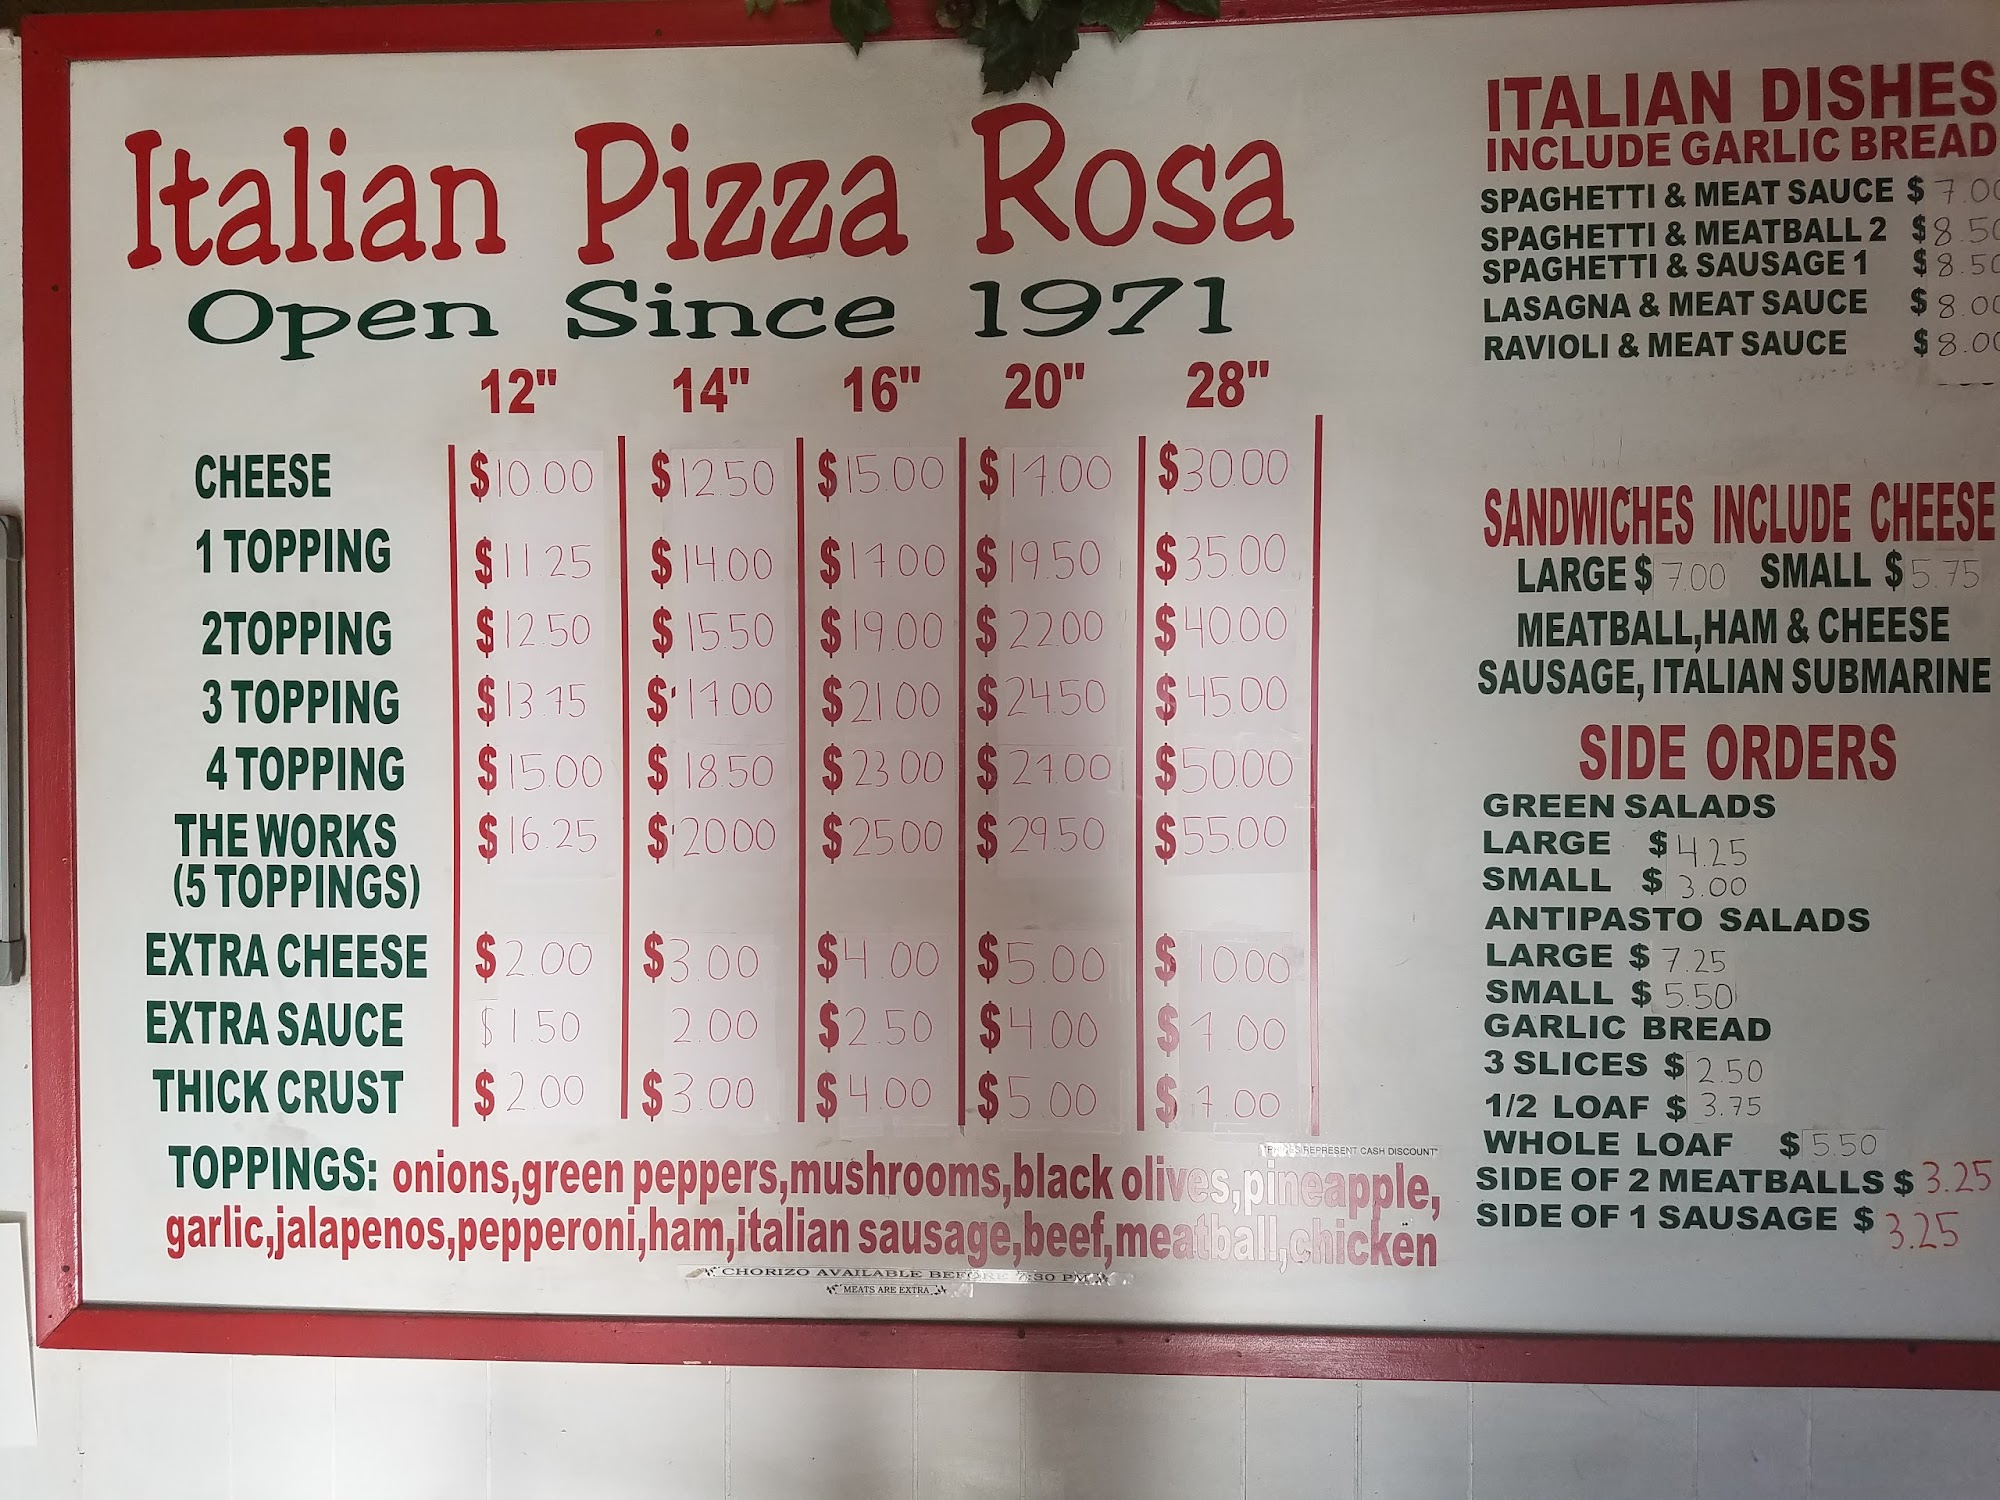 Italian Pizza Rosa
Open Since 1971
12" 14" 16" 20" 28"
CHEESE $10.00 $12.50 $15.00 $17.00 $30.00
1 TOPPING $11.25 $14.00 $17.00 $19.50 $35.00
2TOPPING $12.50 $15.50 $19.00 $22.00 $40.00
3 TOPPING $13.75 $17.00 $21.00 $24.50 $45.00
4 TOPPING $15.00 $18.50 $23.00 $27.00 $50.00
THE WORKS $16.25 $20.00 $25.00 $29.50 $55.00
(5 TOPPINGS)
EXTRA CHEESE $2.00 $3.00 $4.00 $5.00 $10.00
EXTRA SAUCE $1.50 2.00 $2.50 $4.00 $7.00
THICK CRUST $2.00 $3.00 $4.00 $5.00 $7.00
REPRESENT CASH DISCOUNT"
TOPPINGS: onions,green peppers,mushrooms,black olives,pineapple,
garlic,jalapenos,pepperoni,ham,italian sausage,beef,meatball,chicken
CHORIZO AVAILABLE BEFORE 7:30 PM
MEATS ARE EXTRA
ITALIAN DISHES
INCLUDE GARLIC BREAD
SPAGHETTI & MEAT SAUCE $7.00
SPAGHETTI & MEATBALL 2 $8.50
SPAGHETTI & SAUSAGE 1 $8.50
LASAGNA & MEAT SAUCE $8.00
RAVIOLI & MEAT SAUCE $8.00
SANDWICHES INCLUDE CHEESE
LARGE $7.00 SMALL $5.75
MEATBALL,HAM & CHEESE
SAUSAGE, ITALIAN SUBMARINE
SIDE ORDERS
GREEN SALADS
LARGE $4.25
SMALL $3.00
ANTIPASTO SALADS
LARGE $7.25
SMALL $5.50
GARLIC BREAD
3 SLICES $2.50
1/2 LOAF $3.75
WHOLE LOAF $5.50
SIDE OF 2 MEATBALLS $3.25
SIDE OF 1 SAUSAGE $3.25